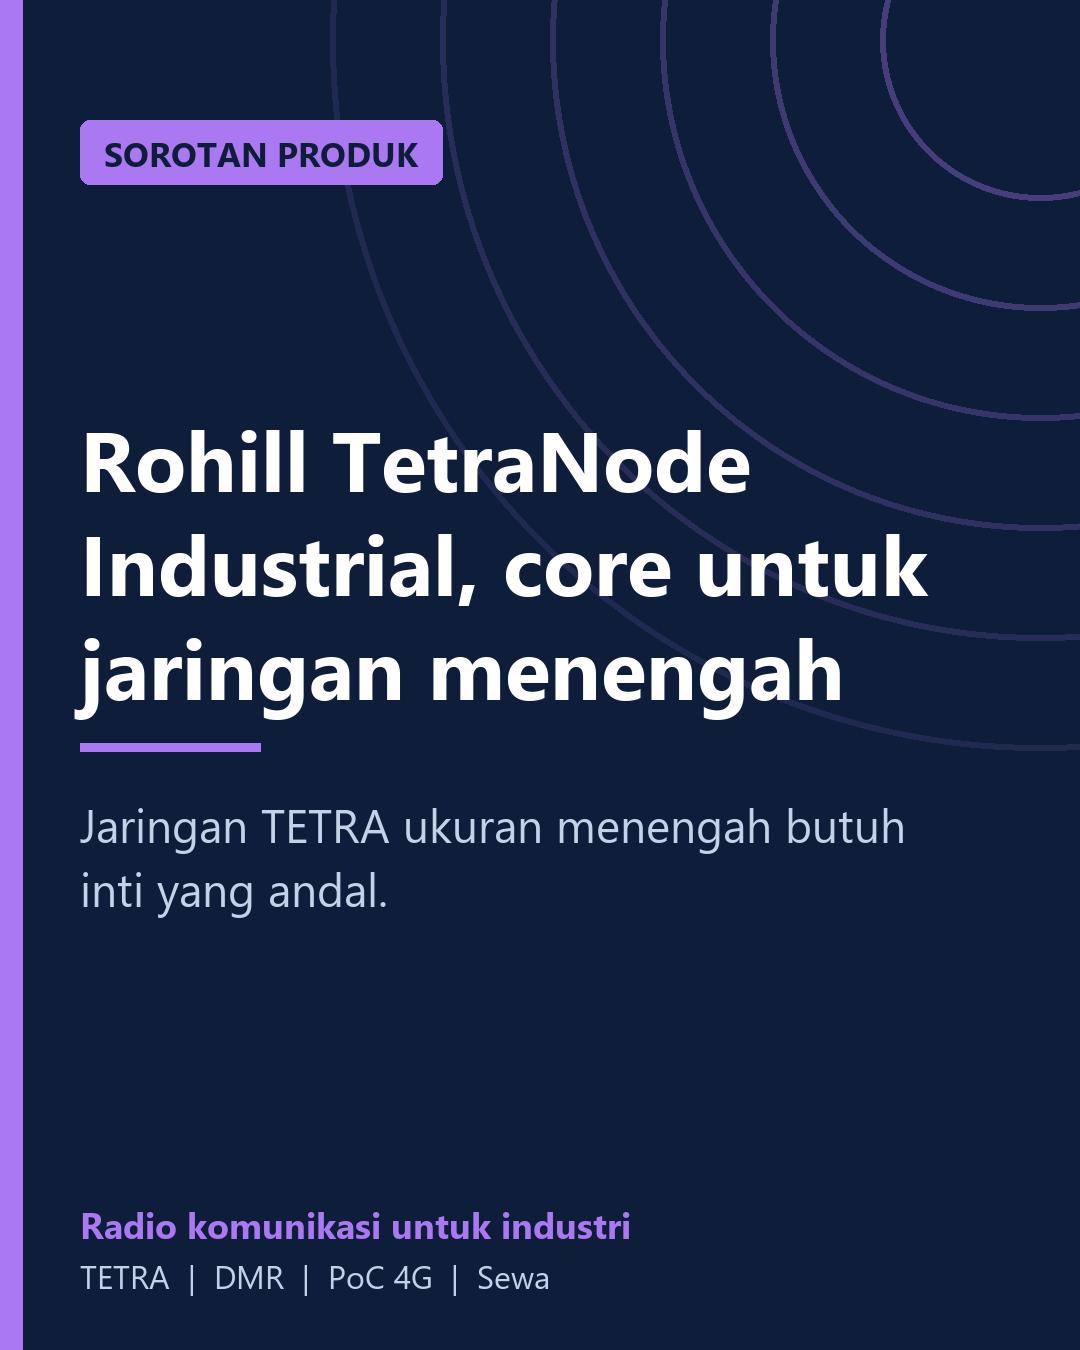 SOROTAN PRODUK
Rohill TetraNode
Industrial, core untuk
jaringan menengah
Jaringan TETRA ukuran menengah butuh
inti yang andal.
Radio komunikasi untuk industri
TETRA | DMR | PoC 4G | Sewa